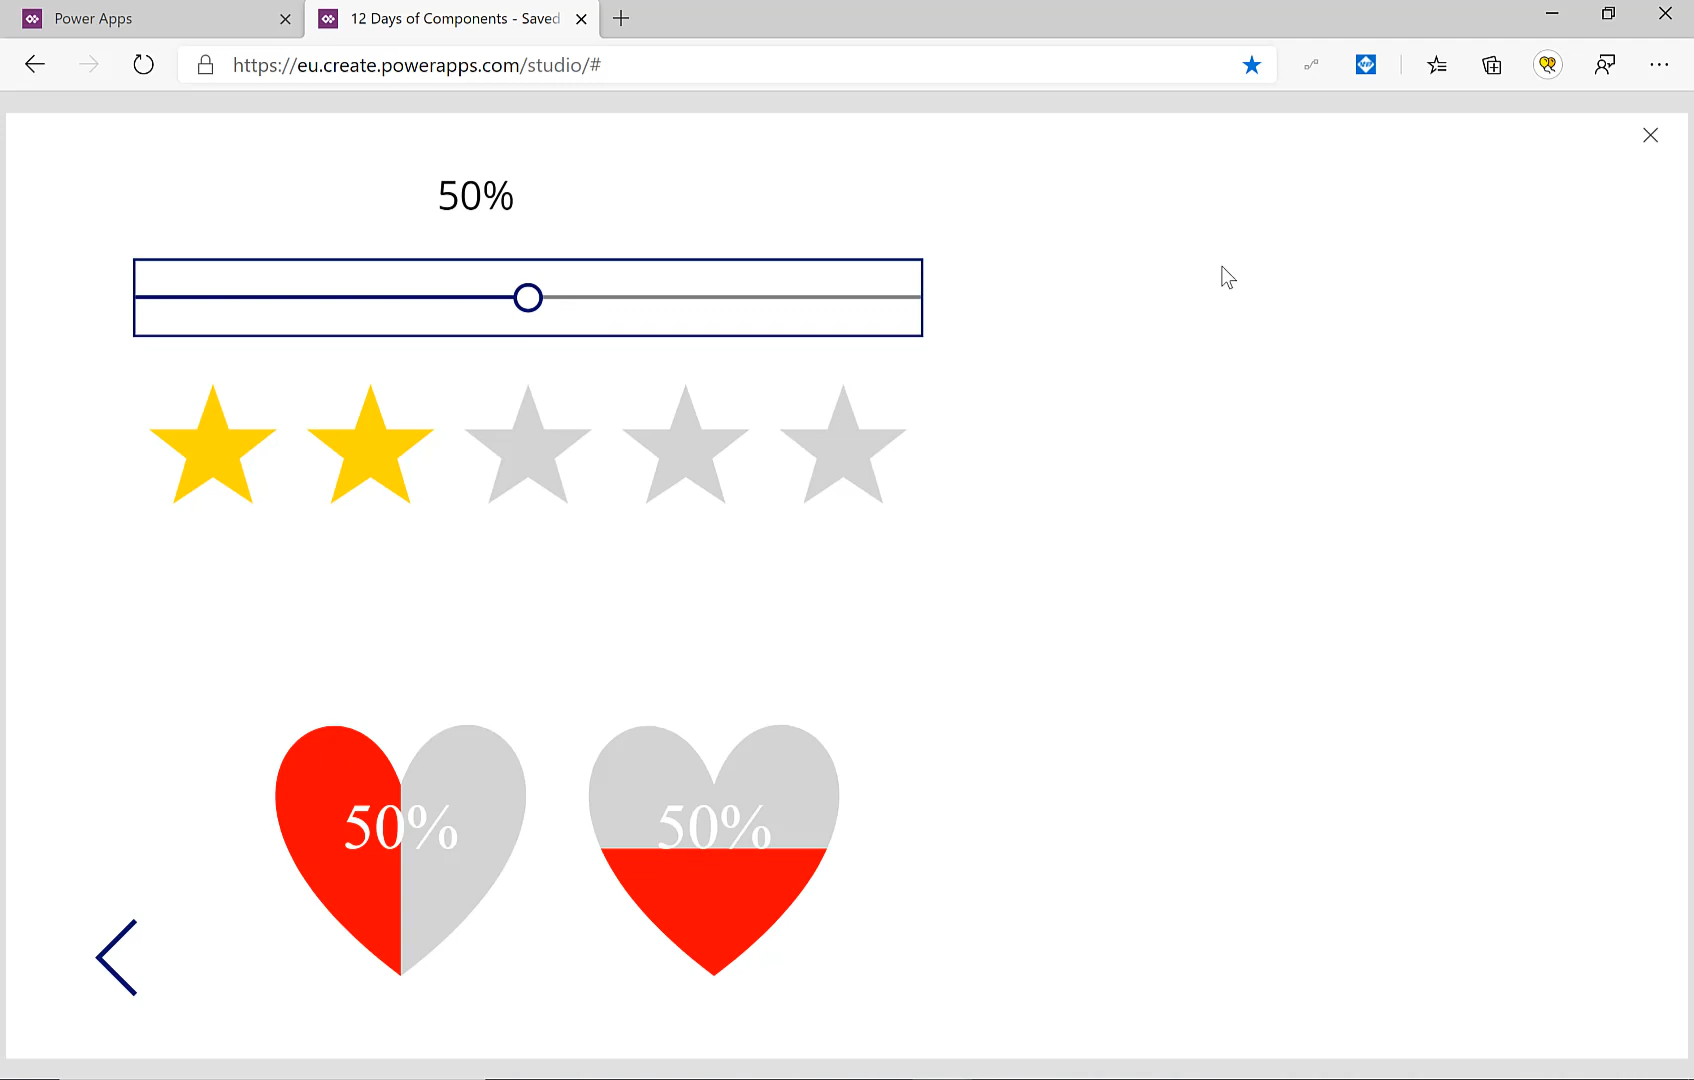 Power Apps
12 Days of Components - Saved
https://eu.create.powerapps.com/studio/#
50%
50%
50%